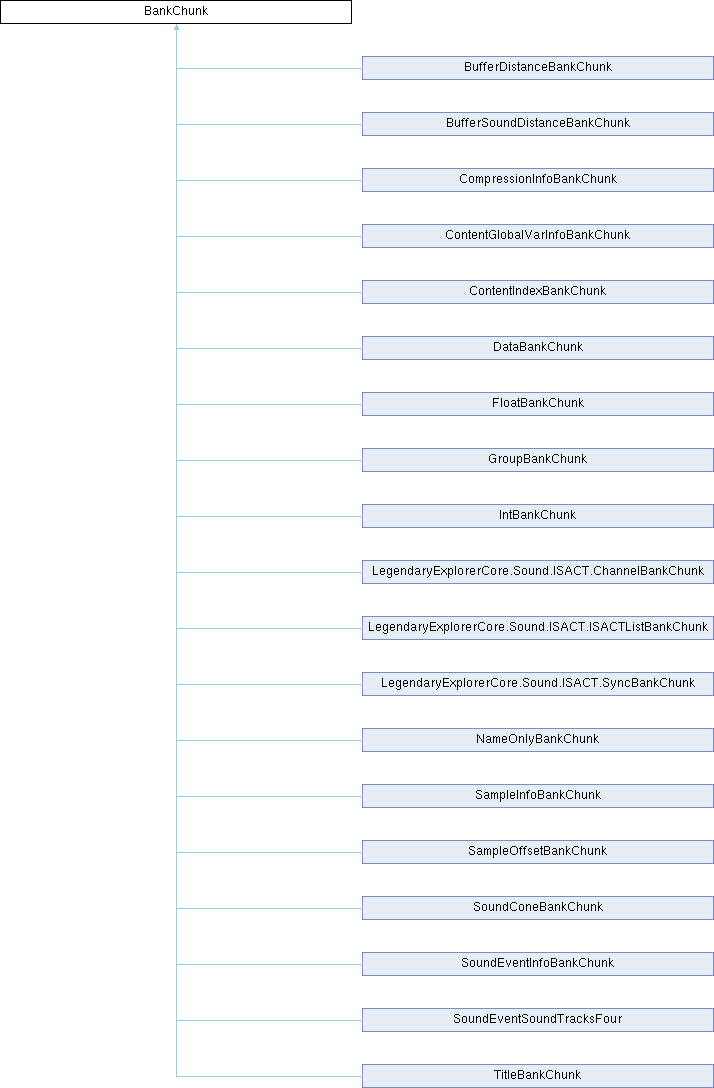 BankChunk
BufferDistanceBankChunk
BufferSoundDistanceBankChunk
CompressionInfoBankChunk
ContentGlobalVarInfoBankChunk
ContentIndexBankChunk
DataBankChunk
FloatBankChunk
GroupBankChunk
IntBankChunk
LegendaryExplorerCore.Sound.ISACT.ChannelBankChunk
LegendaryExplorerCore.Sound.ISACT.ISACTListBankChunk
LegendaryExplorerCore.Sound.ISACT.SyncBankChunk
NameOnlyBankChunk
SampleInfoBankChunk
SampleOffsetBankChunk
SoundConeBankChunk
SoundEventInfoBankChunk
SoundEventSoundTracksFour
TitleBankChunk